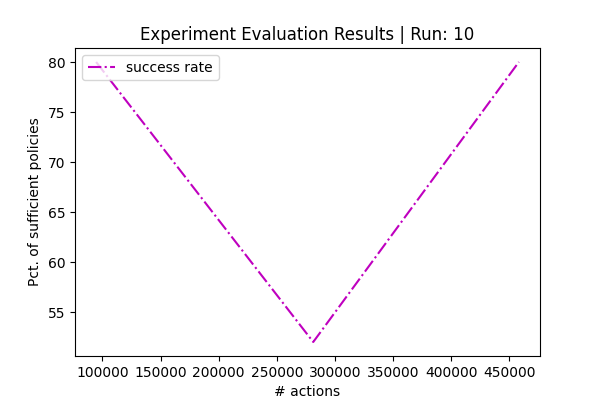 Experiment Evaluation Results | Run: 10
success rate
Pct. of sufficient policies
80
75
70
65
60
55
100000 150000 200000 250000 300000 350000 400000 450000
# actions